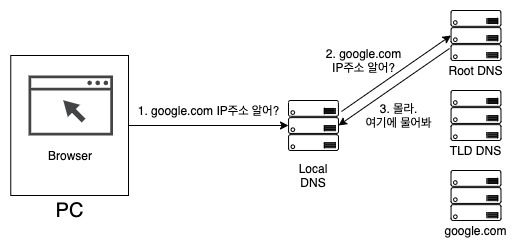 2. google.com
IP주소 알어?
Root DNS
1. google.com IP주소 알어?
3. 몰라.
여기에 물어봐
Browser
Local
DNS
TLD DNS
PC
google.com